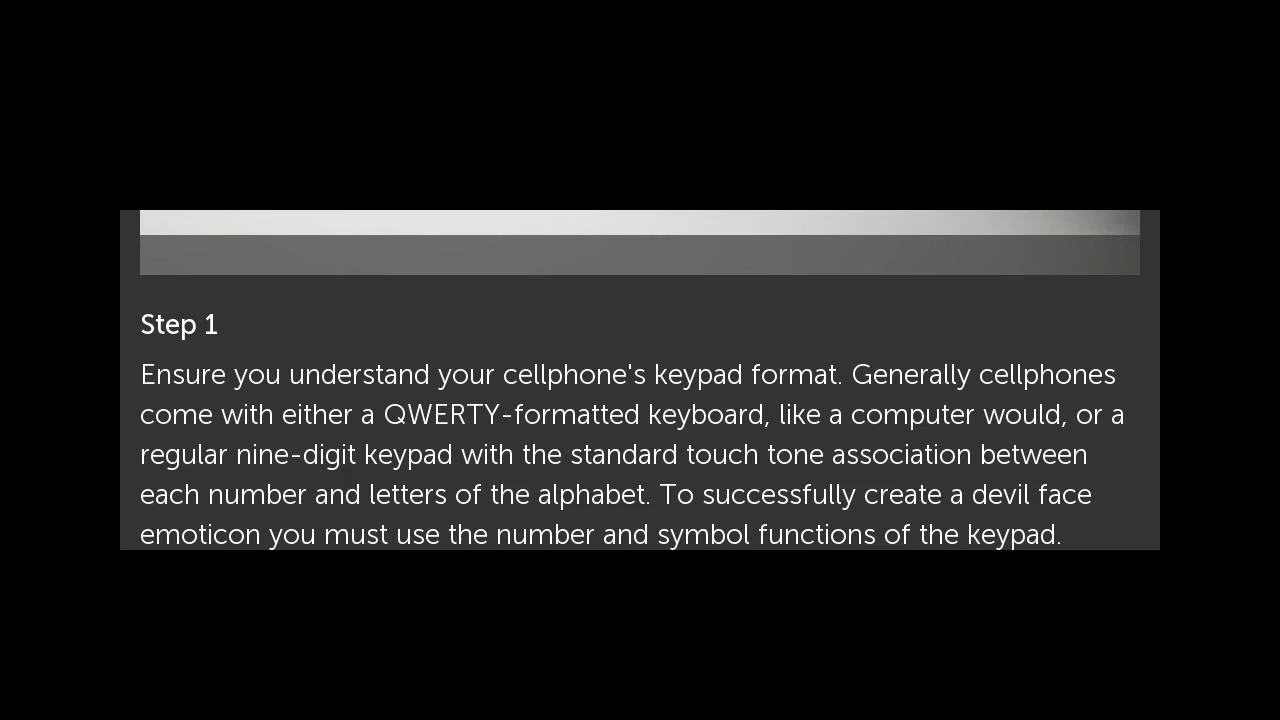 Step 1
Ensure you understand your cellphone's keypad format. Generally cellphones
come with either a QWERTY-formatted keyboard, like a computer would, or a
regular nine-digit keypad with the standard touch tone association between
each number and letters of the alphabet. To successfully create a devil face
emoticon you must use the number and symbol functions of the keypad.